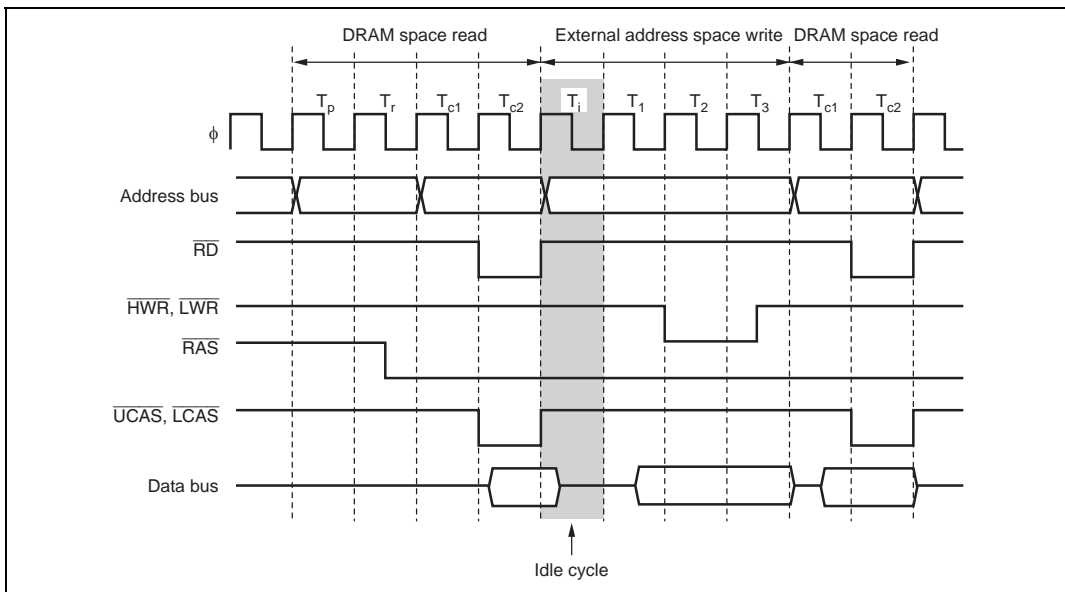 DRAM space read External address space write DRAM space read
Tp Tr Tc1 Tc2 Ti T1 T2 T3 Tc1 Tc2
ϕ
Address bus
RD
HWR, LWR
RAS
UCAS, LCAS
Data bus
Idle cycle